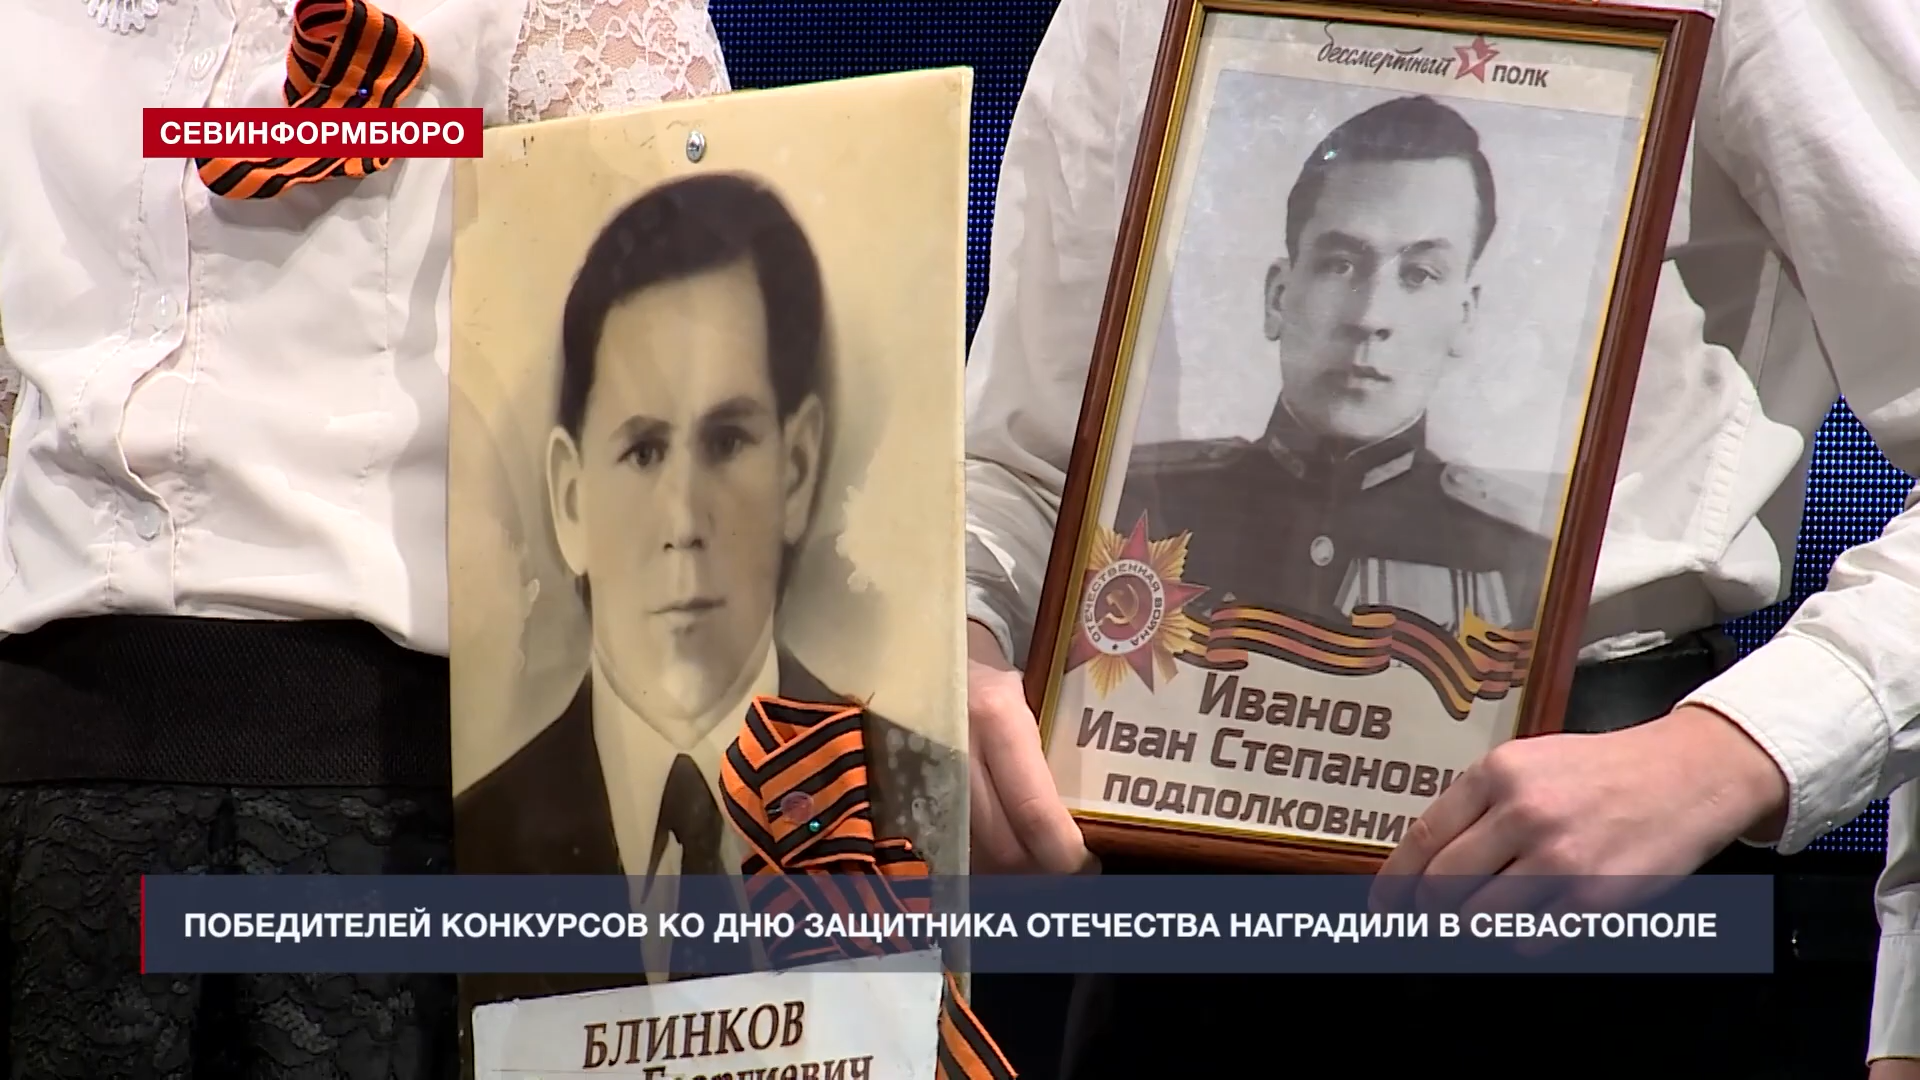 СЕВИНФОРМБЮРО
бессмертный полк
ОТЕЧЕСТВЕННАЯ ВОЙНА
Иванов
Иван Степанови
подполковни
ПОБЕДИТЕЛЕЙ КОНКУРСОВ КО ДНЮ ЗАЩИТНИКА ОТЕЧЕСТВА НАГРАДИЛИ В СЕВАСТОПОЛЕ
БЛИНКОВ